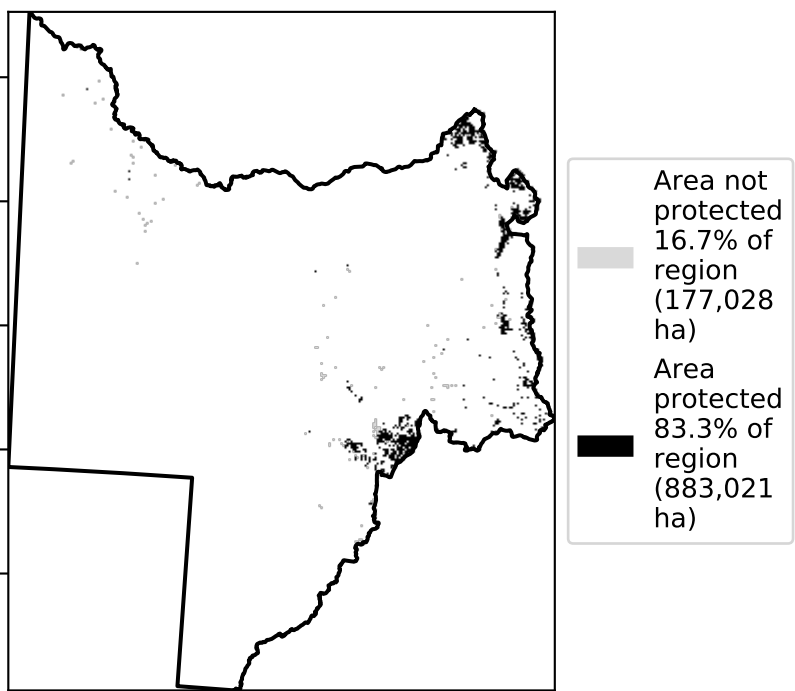 Area not
protected
16.7% of
region
(177,028
ha)
Area
protected
83.3% of
region
(883,021
ha)